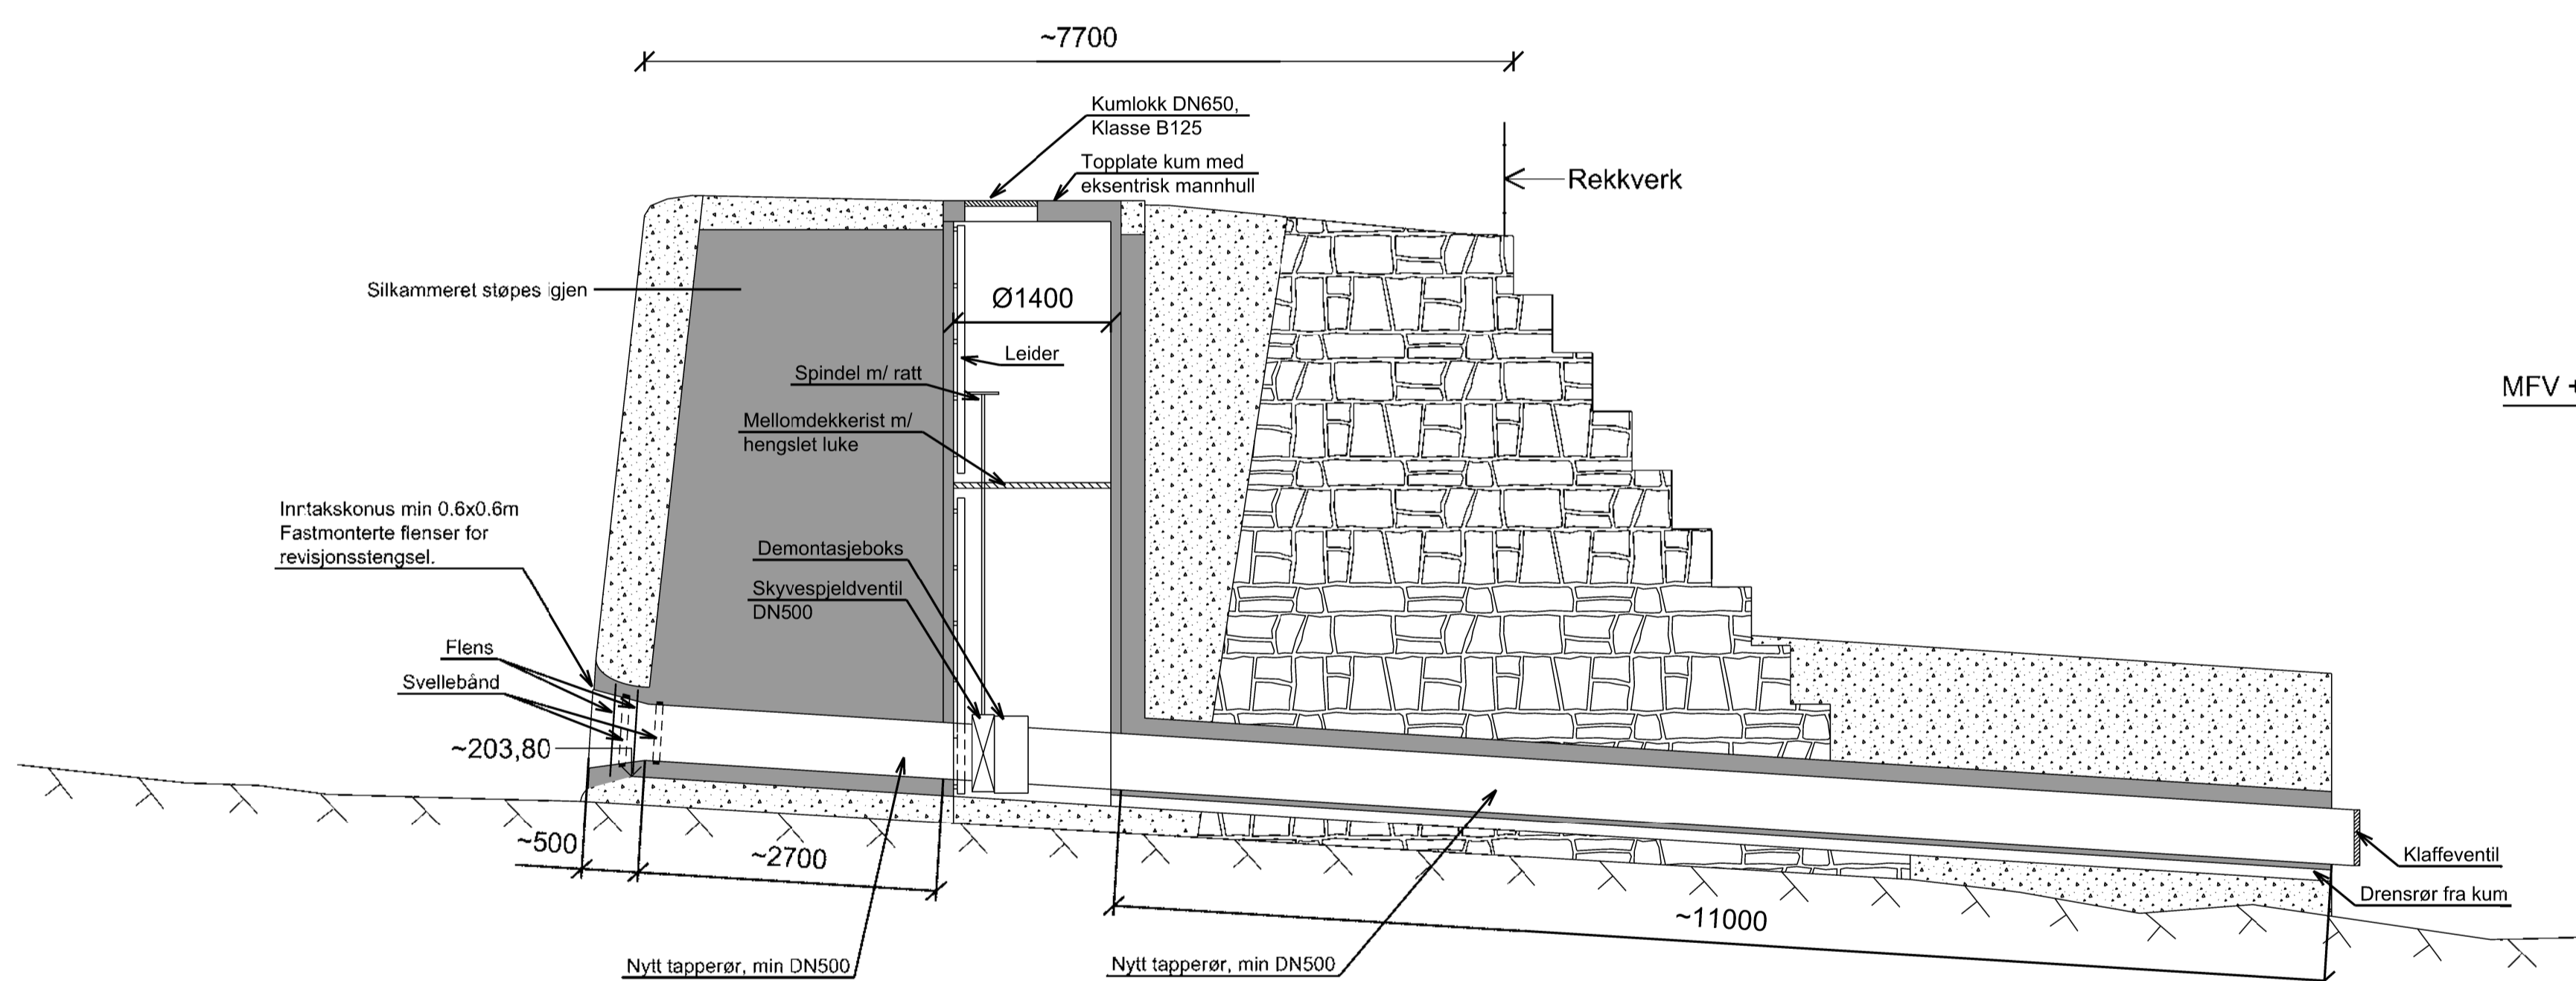 ~7700
Kumlokk DN650,
Klasse B125
Topplate kum med
eksentrisk mannhull
Rekkverk
Silkammeret støpes igjen
Ø1400
Leider
Spindel m/ ratt
MFV +
Mellomdekkerist m/
hengslet luke
Inntakskonus min 0.6x0.6m
Fastmonterte flenser for
revisjonsstengsel.
Demontasjeboks
Skyvespjeldventil
DN500
Flens
Svellebånd
~203,80
~500
~2700
Klaffeventil
Drensrør fra kum
~11000
Nytt tapperør, min DN500
Nytt tapperør, min DN500